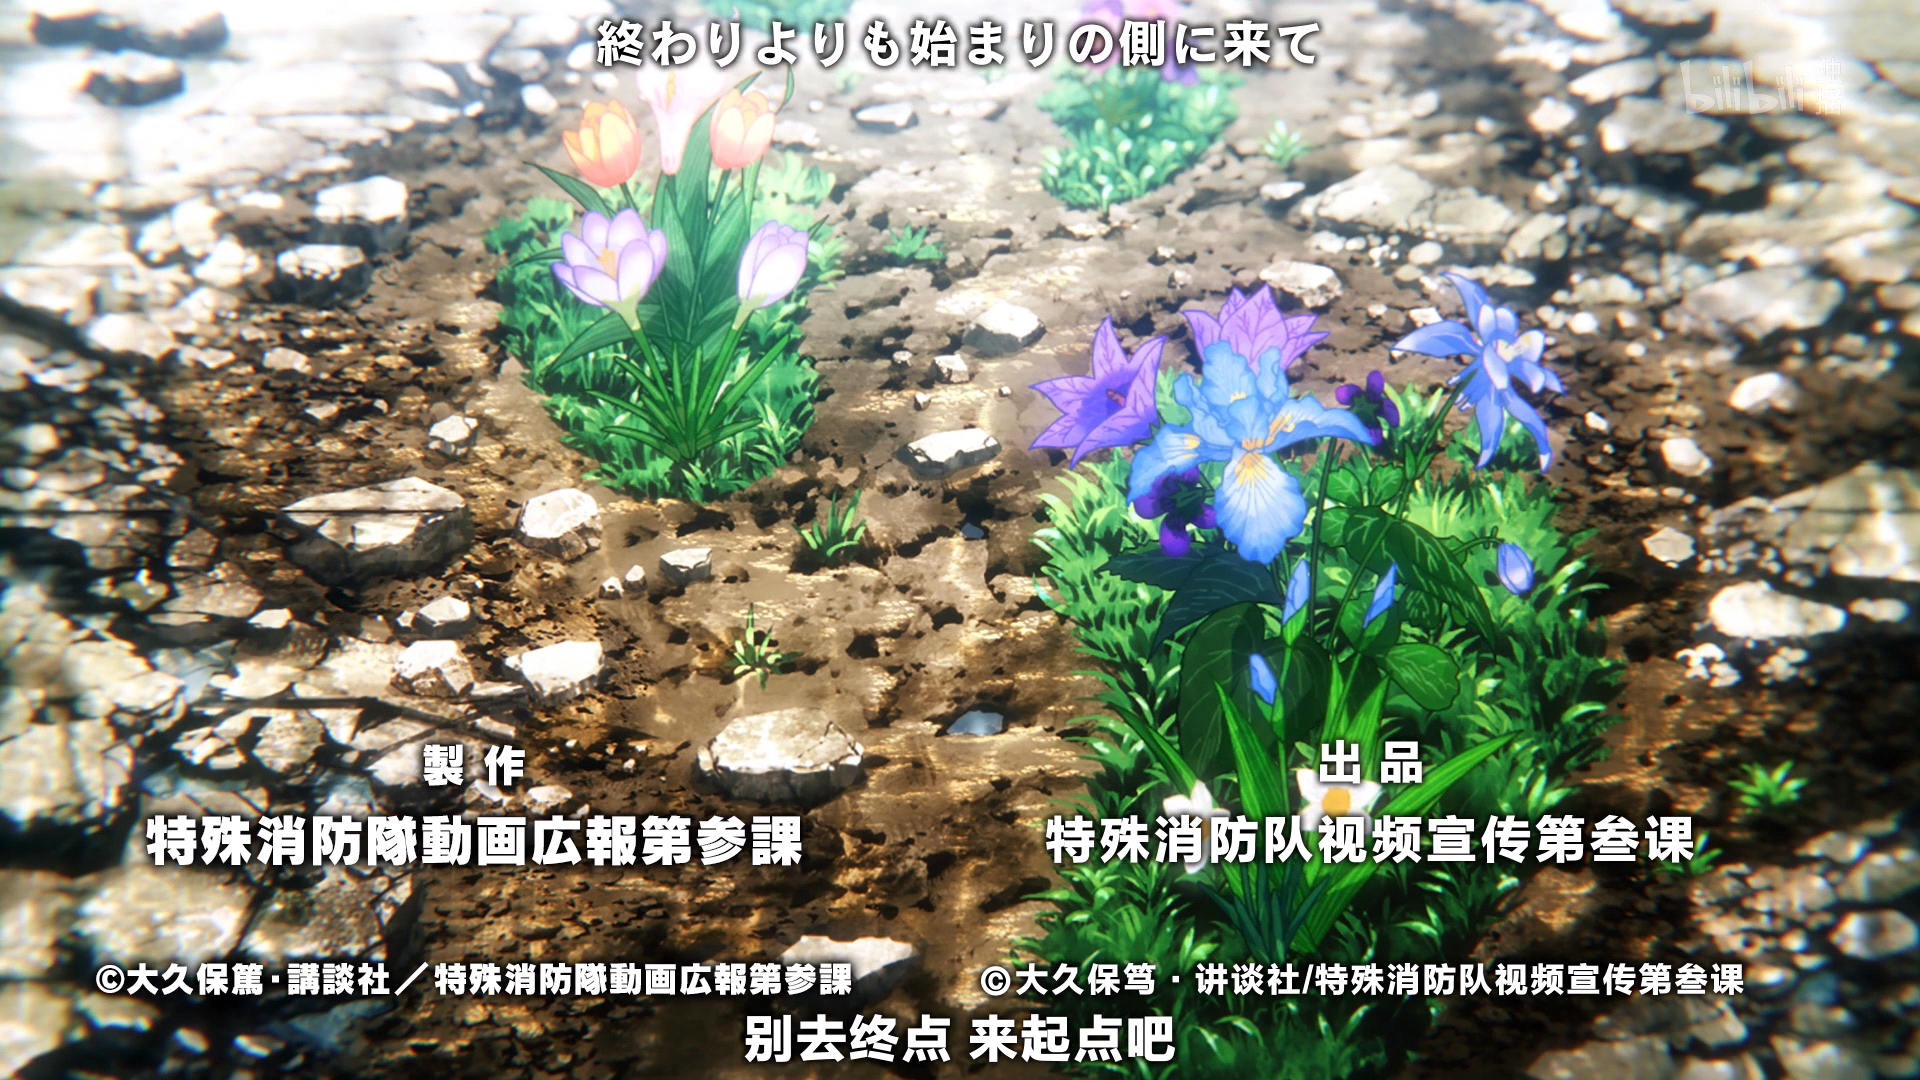 終わりよりも始まりの側に来て
bilibili 独播
製作
特殊消防隊動画広報第参課
出品
特殊消防队视频宣传第叁课
©大久保篤・講談社／特殊消防隊動画広報第参課
©大久保笃・讲谈社/特殊消防队视频宣传第叁课
别去终点 来起点吧